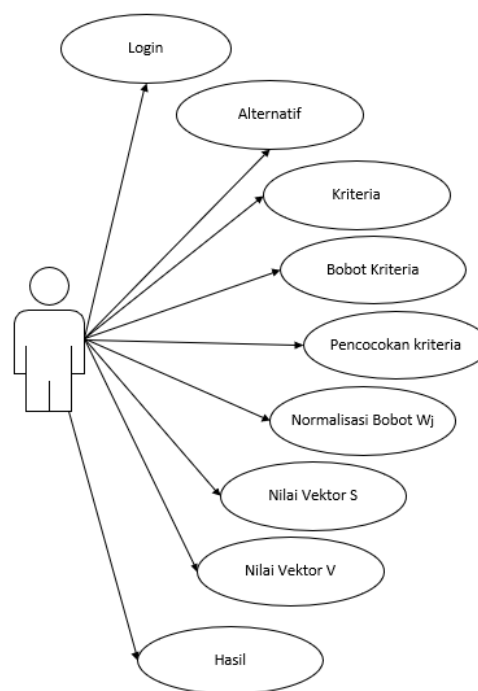 Login
Alternatif
Kriteria
Bobot Kriteria
Pencocokan kriteria
Normalisasi Bobot Wj
Nilai Vektor S
Nilai Vektor V
Hasil